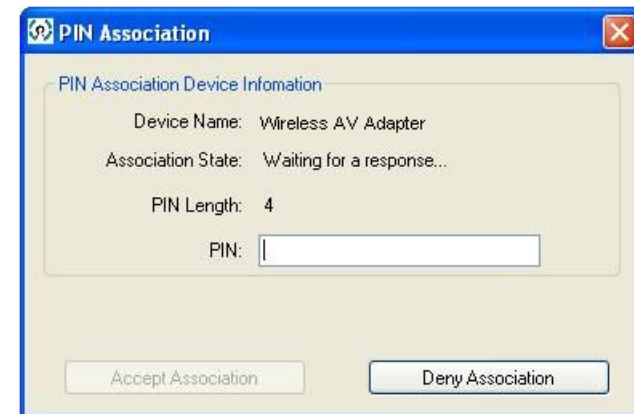 PIN Association
PIN Association Device Infomation
Device Name: Wireless AV Adapter
Association State: Waiting for a response...
PIN Length: 4
PIN:
Accept Association Deny Association